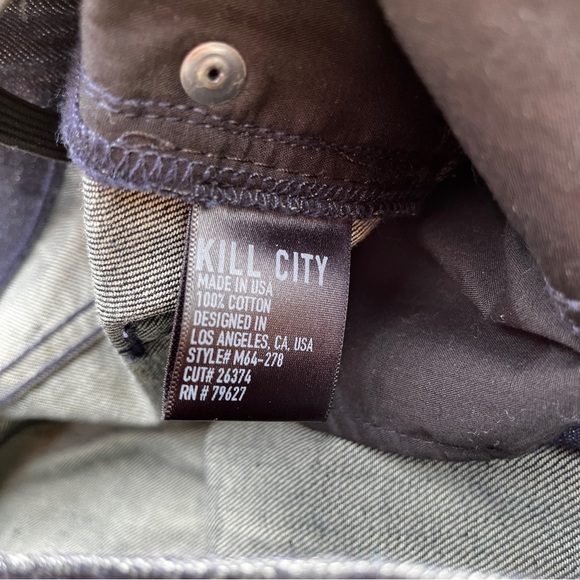 KILL CITY
MADE IN USA
100% COTTON
DESIGNED IN
LOS ANGELES, CA, USA
STYLE# M64-278
CUT# 26374
RN # 79627